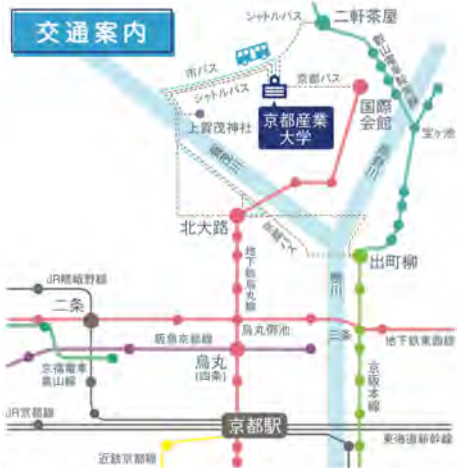 交通案内
シャトルバス
二軒茶屋
叡山電車鞍馬線
市バス
シャトルバス
京都バス
京都産業
大学
国際
会館
上賀茂神社
宝ヶ池
賀茂川
高野川
北大路
京都バス
出町柳
地下鉄烏丸線
鴨川
JR嵯峨野線
二条
烏丸御池
三条
地下鉄東西線
阪急京都線
烏丸
(四条)
京福電車
嵐山線
京阪本線
JR京都線
京都駅
東海道新幹線
近鉄京都線